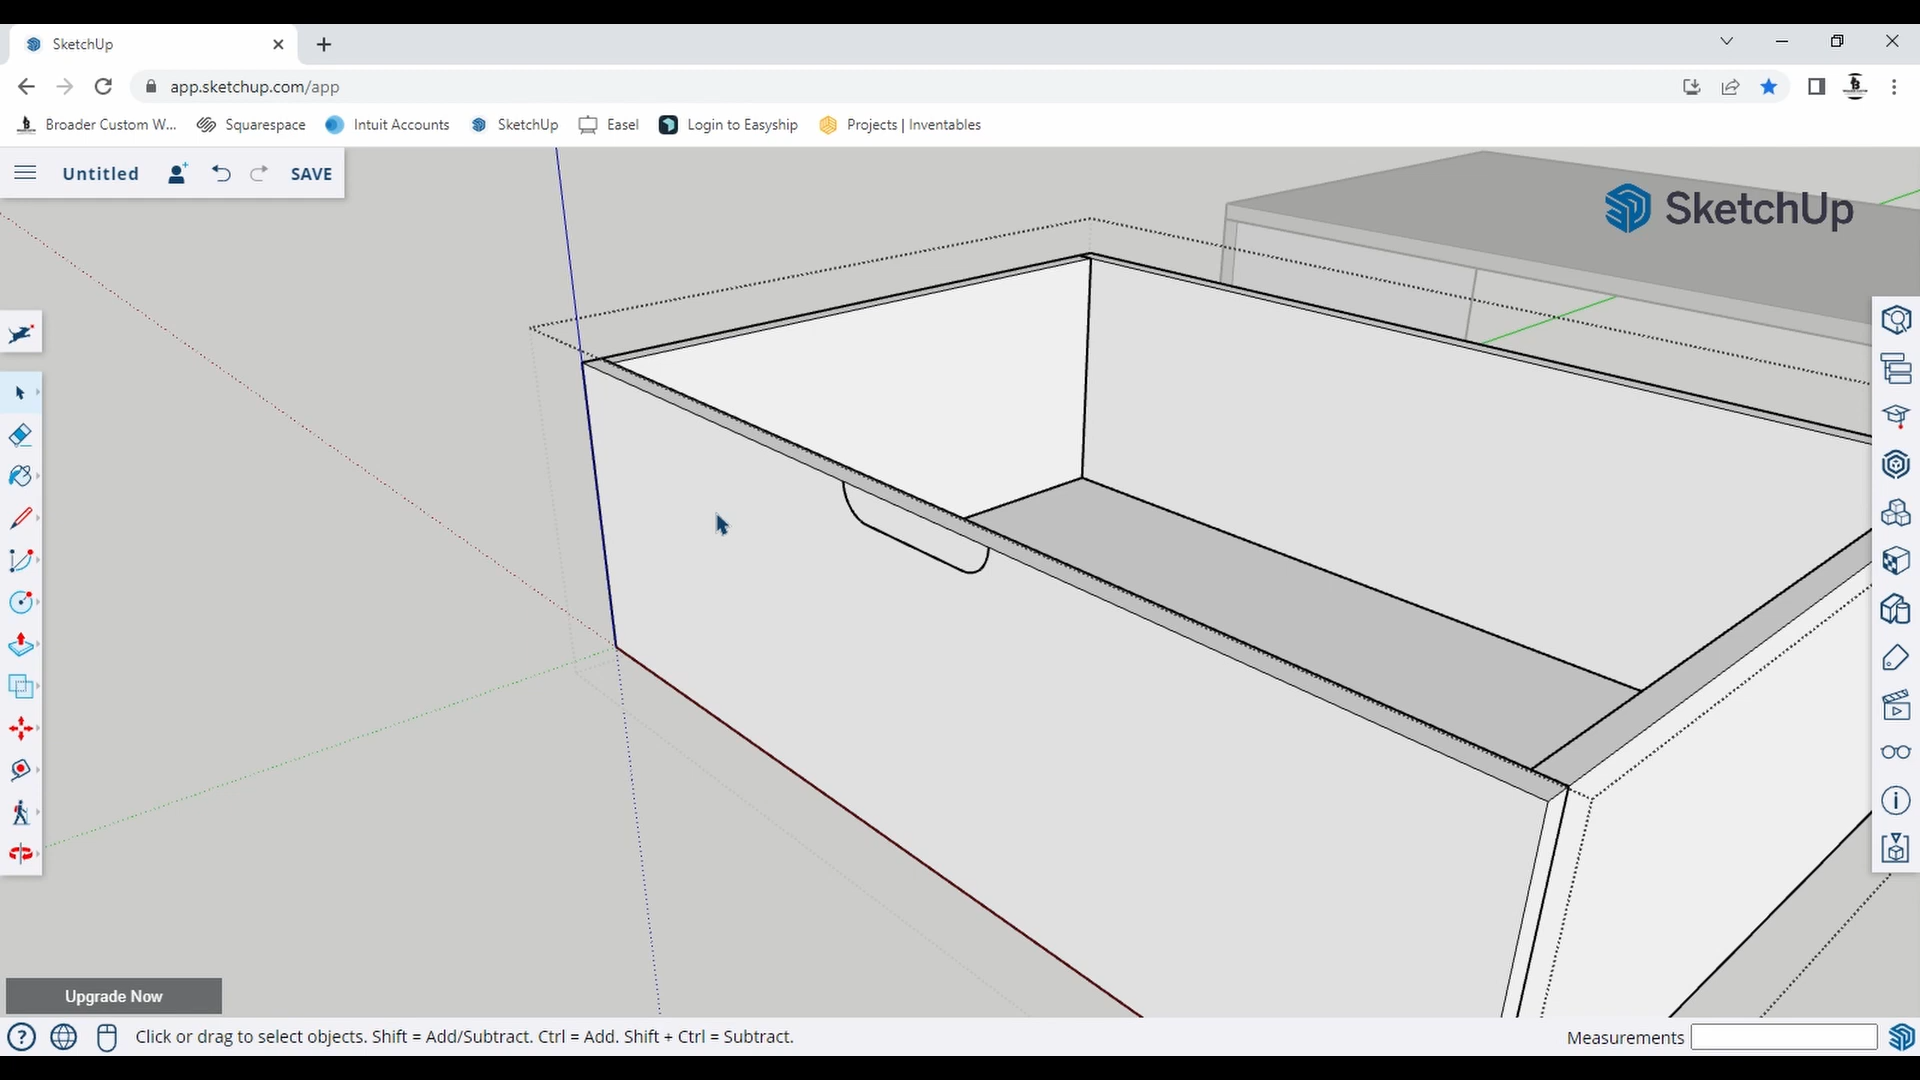 SketchUp
app.sketchup.com/app
Broader Custom W... Squarespace Intuit Accounts SketchUp Easel Login to Easyship Projects | Inventables
Untitled SAVE
SketchUp
Upgrade Now
Click or drag to select objects. Shift = Add/Subtract. Ctrl = Add. Shift + Ctrl = Subtract.
Measurements